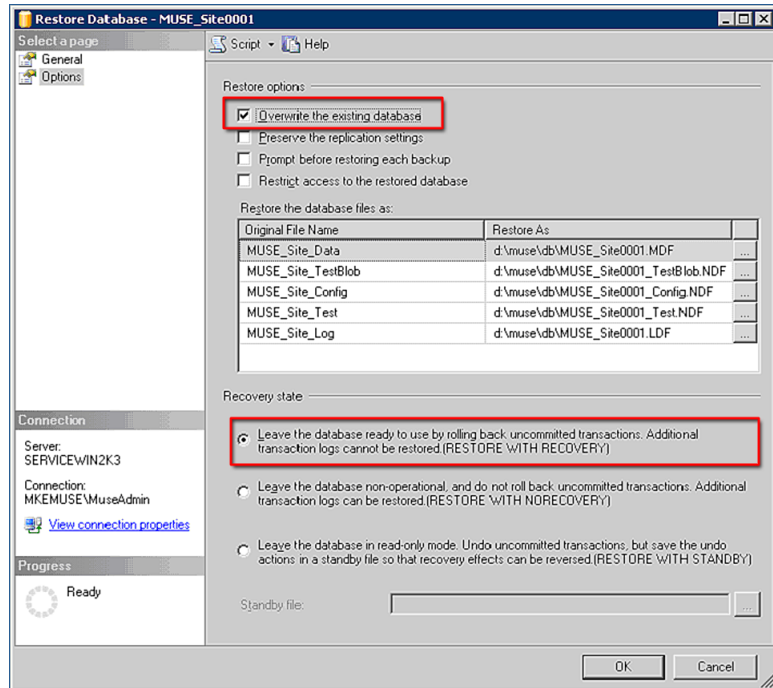 Restore Database - MUSE_Site0001
Select a page
General
Options
Script
Help
Restore options
Overwrite the existing database
Preserve the replication settings
Prompt before restoring each backup
Restrict access to the restored database
Restore the database files as:
Original File Name Restore As
MUSE_Site_Data d:\muse\db\MUSE_Site0001.MDF ...
MUSE_Site_TestBlob d:\muse\db\MUSE_Site0001_TestBlob.NDF ...
MUSE_Site_Config d:\muse\db\MUSE_Site0001_Config.NDF ...
MUSE_Site_Test d:\muse\db\MUSE_Site0001_Test.NDF ...
MUSE_Site_Log d:\muse\db\MUSE_Site0001.LDF ...
Recovery state
Leave the database ready to use by rolling back uncommitted transactions. Additional
transaction logs cannot be restored.(RESTORE WITH RECOVERY)
Leave the database non-operational, and do not roll back uncommitted transactions. Additional
transaction logs can be restored.(RESTORE WITH NORECOVERY)
Leave the database in read-only mode. Undo uncommitted transactions, but save the undo
actions in a standby file so that recovery effects can be reversed.(RESTORE WITH STANDBY)
Standby file: ...
Connection
Server:
SERVICEWIN2K3
Connection:
MKEMUSE\MuseAdmin
View connection properties
Progress
Ready
OK
Cancel